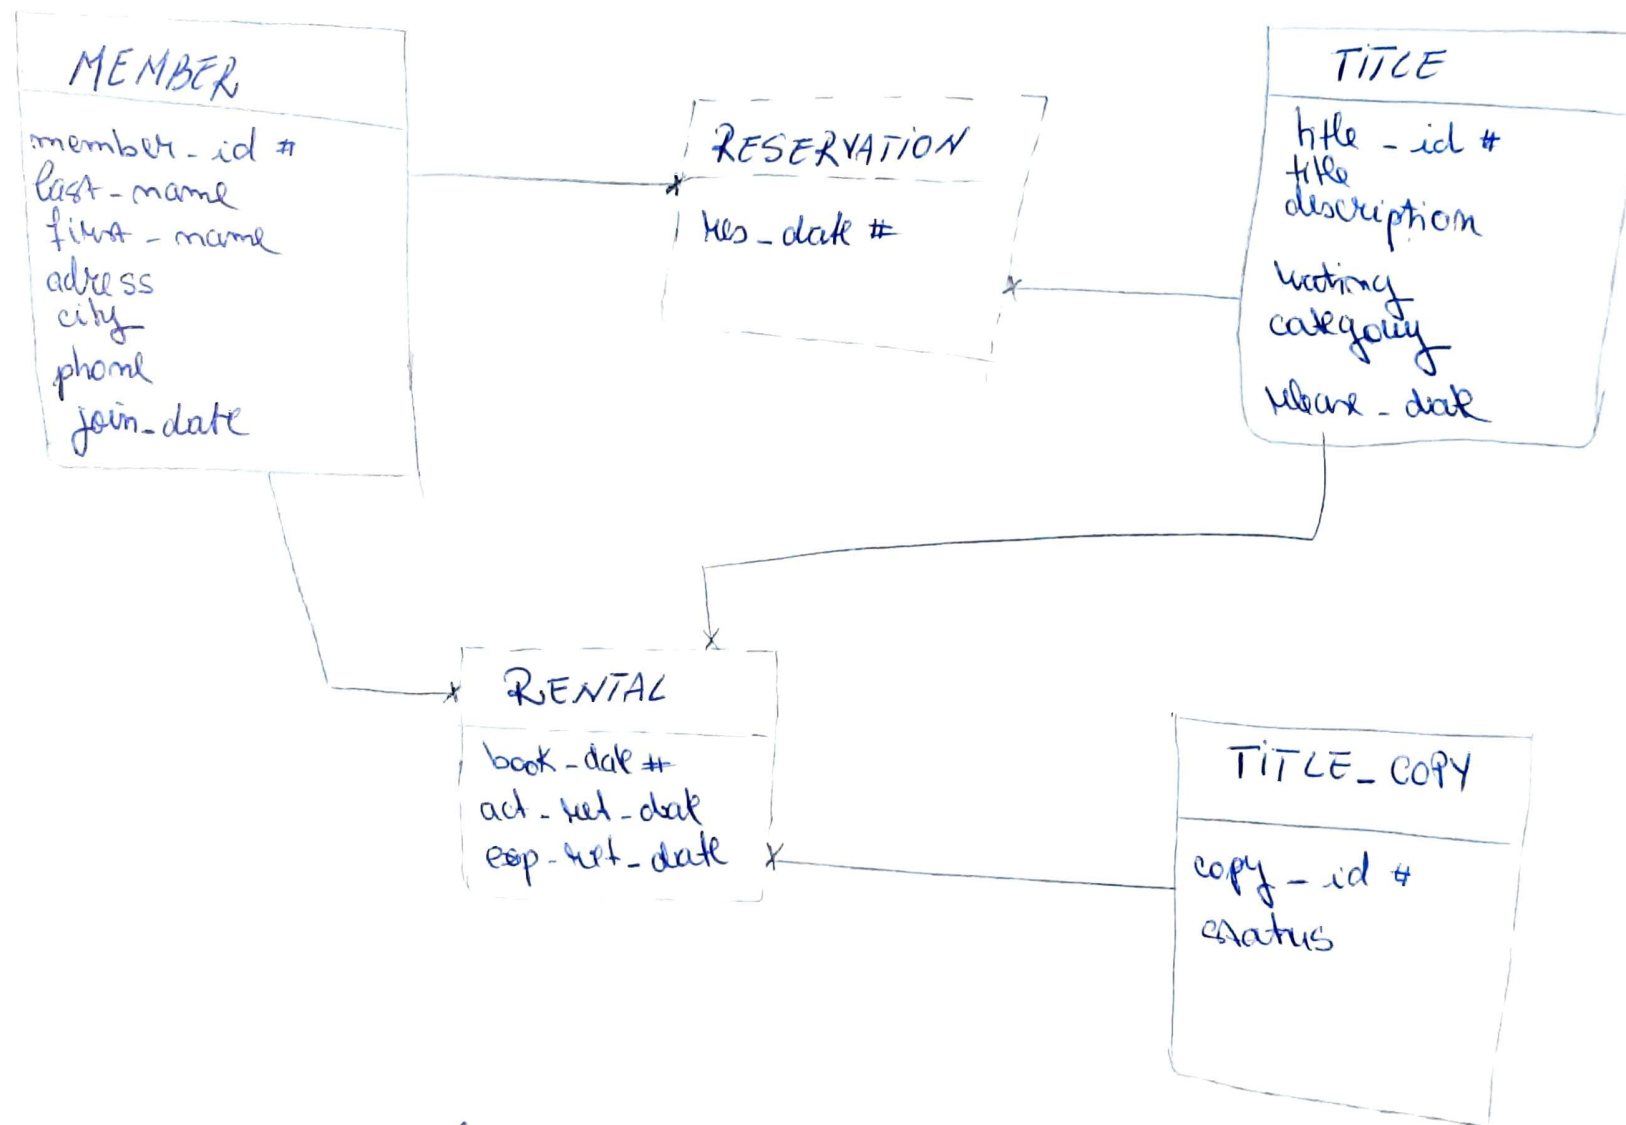 MEMBER
member_id #
last_name
first_name
adress
city
phone
join_date
RESERVATION
res_date #
TITLE
title_id #
title
description
rating
category
release_date
RENTAL
book_date #
act_ret_date
exp_ret_date
TITLE_COPY
copy_id #
status